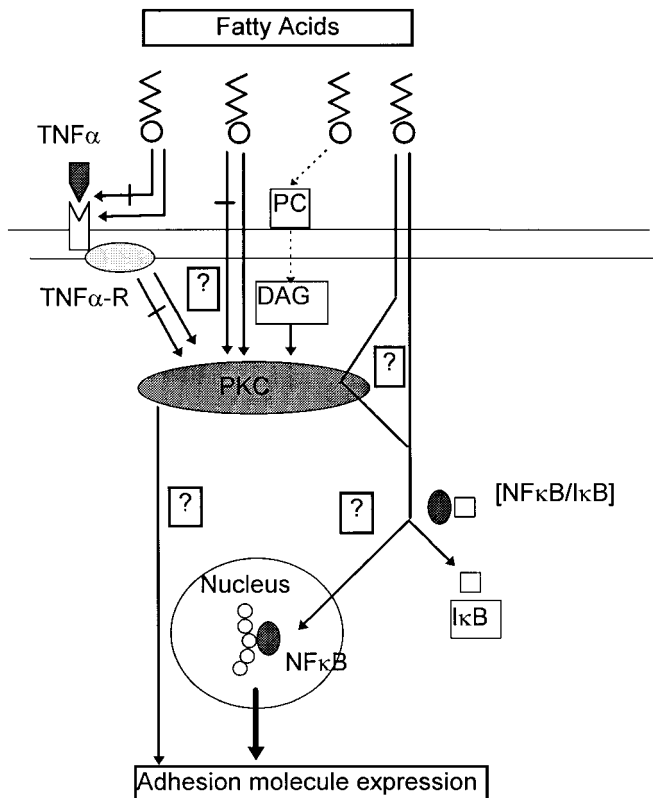 Fatty Acids
TNFα
PC
TNFα-R
?
DAG
?
PKC
?
?
[NFκB/IκB]
Nucleus
IκB
NFκB
Adhesion molecule expression